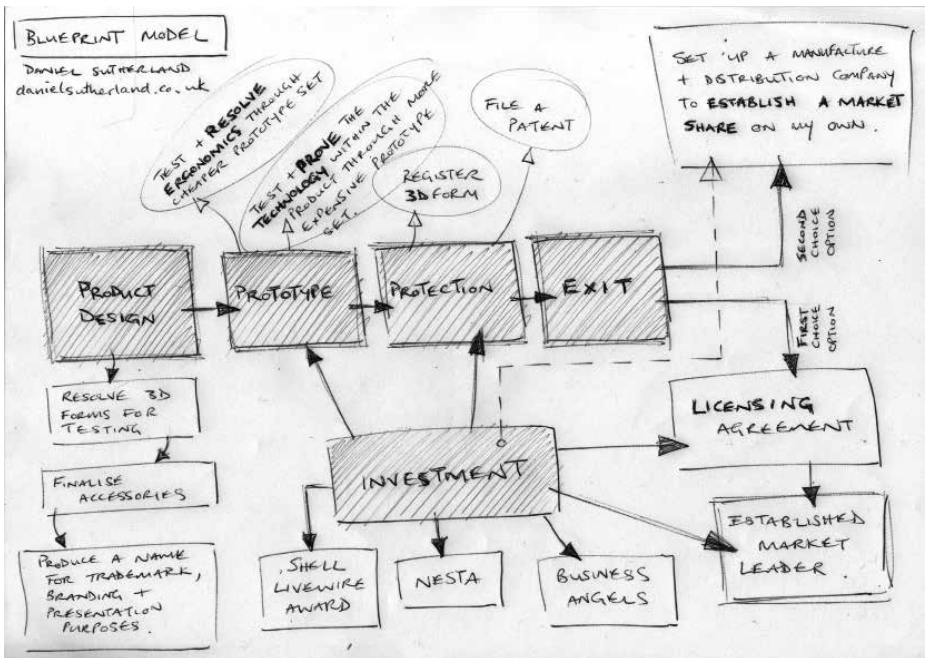 BLUEPRINT MODEL
DANIEL SUTHERLAND
danielsutherland.co.uk
TEST + RESOLVE
ERGONOMICS THROUGH
CHEAPER PROTOTYPE SET
TEST + PROVE THE
TECHNOLOGY WITHIN THE
PRODUCT THROUGH MORE
EXPENSIVE PROTOTYPE
SET.
REGISTER
3D FORM
FILE A
PATENT
SET UP A MANUFACTURE
+ DISTRIBUTION COMPANY
TO ESTABLISH A MARKET
SHARE ON MY OWN.
PRODUCT
DESIGN
PROTOTYPE
PROTECTION
EXIT
SECOND
CHOICE
OPTION
FIRST
CHOICE
OPTION
RESOLVE 3D
FORMS FOR
TESTING
FINALISE
ACCESSORIES
PRODUCE A NAME
FOR TRADEMARK,
BRANDING +
PRESENTATION
PURPOSES.
INVESTMENT
SHELL
LIVEWIRE
AWARD
NESTA
BUSINESS
ANGELS
LICENSING
AGREEMENT
ESTABLISHED
MARKET
LEADER.